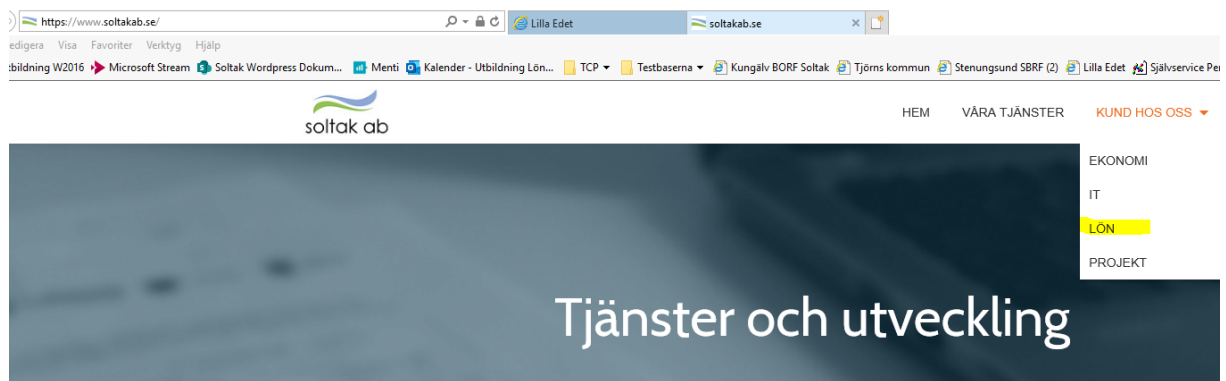 https://www.soltakab.se/
Lilla Edet
soltakab.se
edigera Visa Favoriter Verktyg Hjälp
tbildning W2016 Microsoft Stream Soltak Wordpress Dokum... Menti Kalender - Utbildning Lön... TCP Testbaserna Kungälv BORF Soltak Tjörns kommun Stenungsund SBRF (2) Lilla Edet Självservice Per
soltak ab
HEM VÅRA TJÄNSTER KUND HOS OSS
EKONOMI
IT
LÖN
PROJEKT
Tjänster och utveckling